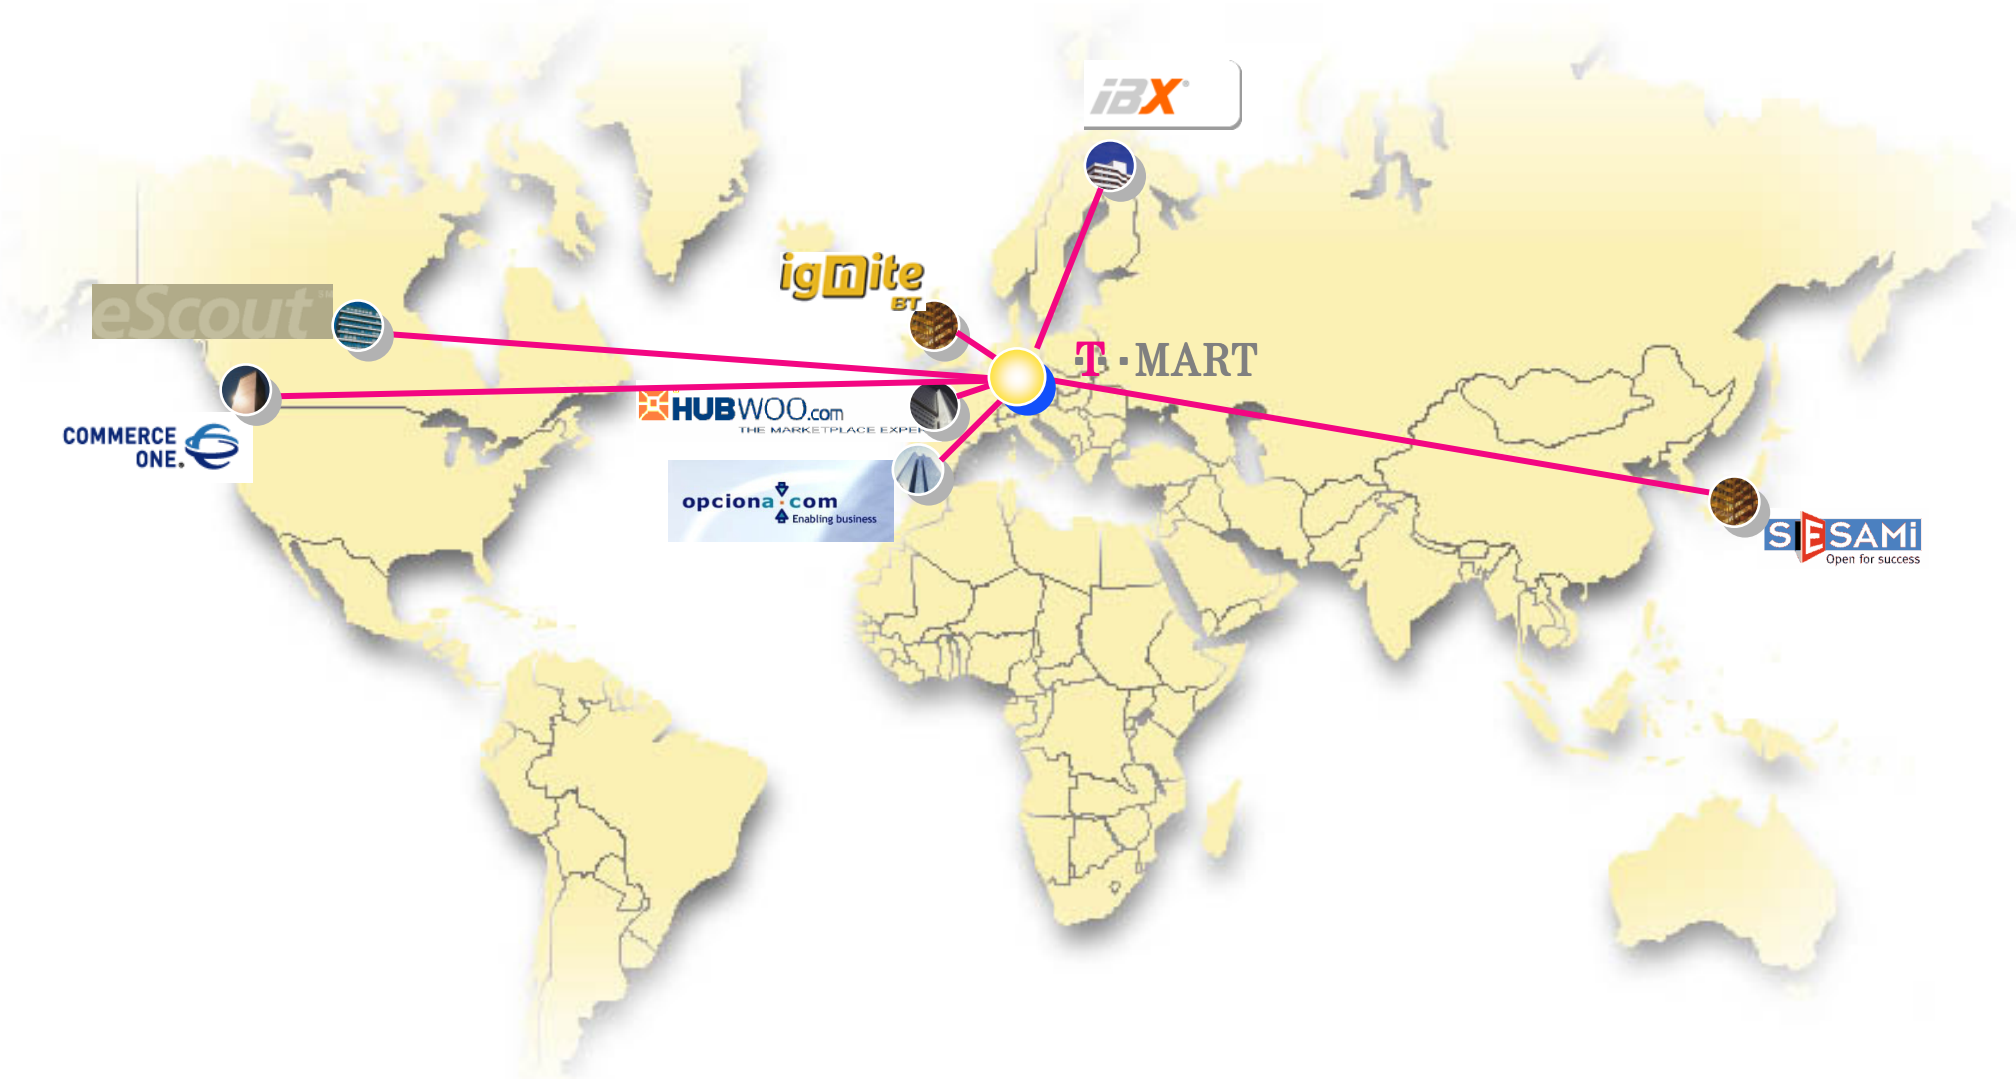 iBX
ignite
BT
eScout
T · MART
HUBWOO.com
THE MARKETPLACE
COMMERCE
ONE.
opciona.com
Enabling business
SESAMi
Open for success